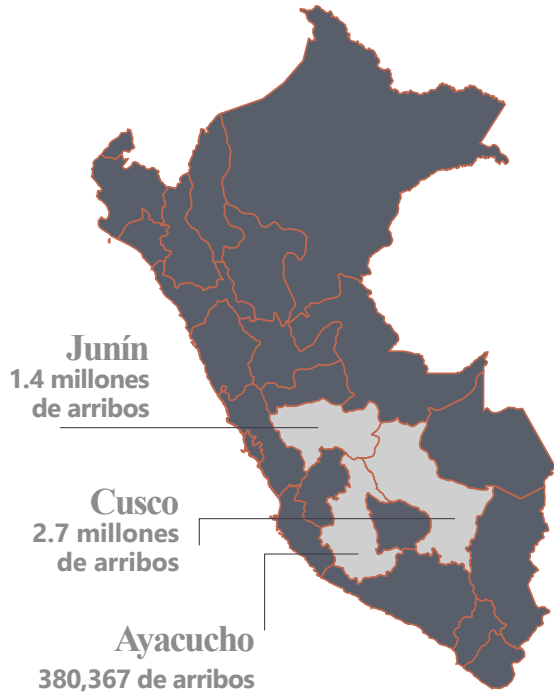 Junín
1.4 millones
de arribos
Cusco
2.7 millones
de arribos
Ayacucho
380,367 de arribos